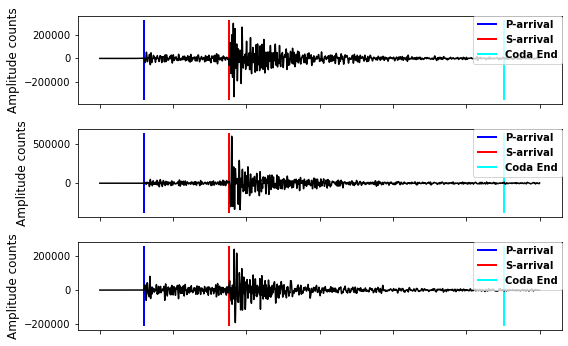 Amplitude counts
200000
0
−200000
P-arrival
S-arrival
Coda End
Amplitude counts
500000
0
P-arrival
S-arrival
Coda End
Amplitude counts
200000
0
−200000
P-arrival
S-arrival
Coda End